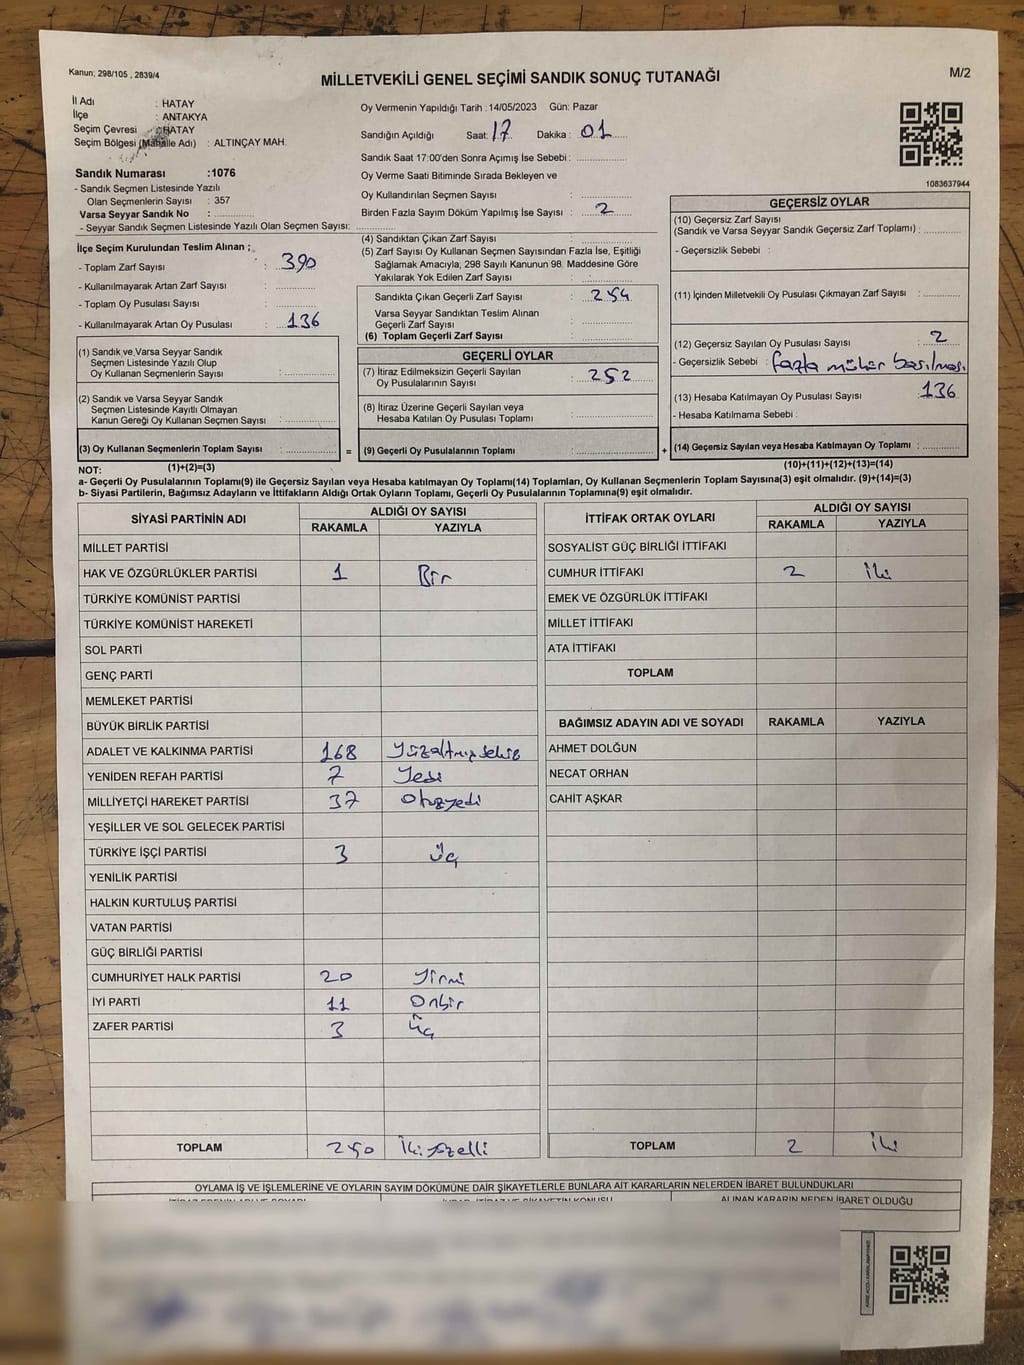 Kanun; 298/105 , 2839/4
MİLLETVEKİLİ GENEL SEÇİMİ SANDIK SONUÇ TUTANAĞI
M/2
İl Adı : HATAY
İlçe : ANTAKYA
Seçim Çevresi : HATAY
Seçim Bölgesi (Mahalle Adı) : ALTINÇAY MAH.
Sandık Numarası :1076
- Sandık Seçmen Listesinde Yazılı
Olan Seçmenlerin Sayısı : 357
Varsa Seyyar Sandık No :
- Seyyar Sandık Seçmen Listesinde Yazılı Olan Seçmen Sayısı:
Oy Vermenin Yapıldığı Tarih :14/05/2023 Gün: Pazar
Sandığın Açıldığı Saat: 17 Dakika : 01
Sandık Saat 17:00'den Sonra Açımış İse Sebebi :
Oy Verme Saati Bitiminde Sırada Bekleyen ve
Oy Kullandırılan Seçmen Sayısı :
Birden Fazla Sayım Döküm Yapılmış İse Sayısı : 2
1083637944
İlçe Seçim Kurulundan Teslim Alınan ;
- Toplam Zarf Sayısı : 390
- Kullanılmayarak Artan Zarf Sayısı :
- Toplam Oy Pusulası Sayısı :
- Kullanılmayarak Artan Oy Pusulası : 136
(1) Sandık ve Varsa Seyyar Sandık
Seçmen Listesinde Yazılı Olup
Oy Kullanan Seçmenlerin Sayısı :
(2) Sandık ve Varsa Seyyar Sandık
Seçmen Listesinde Kayıtlı Olmayan
Kanun Gereği Oy Kullanan Seçmen Sayısı :
(3) Oy Kullanan Seçmenlerin Toplam Sayısı :
(4) Sandıktan Çıkan Zarf Sayısı :
(5) Zarf Sayısı Oy Kullanan Seçmen Sayısından Fazla İse, Eşitliği
Sağlamak Amacıyla; 298 Sayılı Kanunun 98. Maddesine Göre
Yakılarak Yok Edilen Zarf Sayısı :
Sandıkta Çıkan Geçerli Zarf Sayısı : 254
Varsa Seyyar Sandıktan Teslim Alınan
Geçerli Zarf Sayısı :
(6) Toplam Geçerli Zarf Sayısı :
GEÇERLİ OYLAR
(7) İtiraz Edilmeksizin Geçerli Sayılan
Oy Pusulalarının Sayısı : 252
(8) İtiraz Üzerine Geçerli Sayılan veya
Hesaba Katılan Oy Pusulası Toplamı :
= (9) Geçerli Oy Pusulalarının Toplamı :
GEÇERSİZ OYLAR
(10) Geçersiz Zarf Sayısı
(Sandık ve Varsa Seyyar Sandık Geçersiz Zarf Toplamı) :
- Geçersizlik Sebebi :
(11) İçinden Milletvekili Oy Pusulası Çıkmayan Zarf Sayısı :
(12) Geçersiz Sayılan Oy Pusulası Sayısı : 2
- Geçersizlik Sebebi : fazla mühür basılması
(13) Hesaba Katılmayan Oy Pusulası Sayısı : 136
- Hesaba Katılmama Sebebi :
+ (14) Geçersiz Sayılan veya Hesaba Katılmayan Oy Toplamı :
NOT: (1)+(2)=(3) (10)+(11)+(12)+(13)=(14)
a- Geçerli Oy Pusulalarının Toplamı(9) ile Geçersiz Sayılan veya Hesaba katılmayan Oy Toplamı(14) Toplamları, Oy Kullanan Seçmenlerin Toplam Sayısına(3) eşit olmalıdır. (9)+(14)=(3)
b- Siyasi Partilerin, Bağımsız Adayların ve İttifakların Aldığı Ortak Oyların Toplamı, Geçerli Oy Pusulalarının Toplamına(9) eşit olmalıdır.
SİYASİ PARTİNİN ADI ALDIĞI OY SAYISI
RAKAMLA YAZIYLA
MİLLET PARTİSİ
HAK VE ÖZGÜRLÜKLER PARTİSİ 1 Bir
TÜRKİYE KOMÜNİST PARTİSİ
TÜRKİYE KOMÜNİST HAREKETİ
SOL PARTİ
GENÇ PARTİ
MEMLEKET PARTİSİ
BÜYÜK BİRLİK PARTİSİ
ADALET VE KALKINMA PARTİSİ 168 Yüzaltmışsekiz
YENİDEN REFAH PARTİSİ 7 Yedi
MİLLİYETÇİ HAREKET PARTİSİ 37 Otuzyedi
YEŞİLLER VE SOL GELECEK PARTİSİ
TÜRKİYE İŞÇİ PARTİSİ 3 Üç
YENİLİK PARTİSİ
HALKIN KURTULUŞ PARTİSİ
VATAN PARTİSİ
GÜÇ BİRLİĞİ PARTİSİ
CUMHURİYET HALK PARTİSİ 20 Yirmi
İYİ PARTİ 11 Onbir
ZAFER PARTİSİ 3 Üç
TOPLAM 250 İkiyüzelli
İTTİFAK ORTAK OYLARI ALDIĞI OY SAYISI
RAKAMLA YAZIYLA
SOSYALİST GÜÇ BİRLİĞİ İTTİFAKI
CUMHUR İTTİFAKI 2 İki
EMEK VE ÖZGÜRLÜK İTTİFAKI
MİLLET İTTİFAKI
ATA İTTİFAKI
TOPLAM
BAĞIMSIZ ADAYIN ADI VE SOYADI RAKAMLA YAZIYLA
AHMET DOLĞUN
NECAT ORHAN
CAHİT AŞKAR
TOPLAM 2 İki
OYLAMA İŞ VE İŞLEMLERİNE VE OYLARIN SAYIM DÖKÜMÜNE DAİR ŞİKAYETLERLE BUNLARA AİT KARARLARIN NELERDEN İBARET BULUNDUKLARI
ALINAN KARARIN NEDEN İBARET OLDUĞU